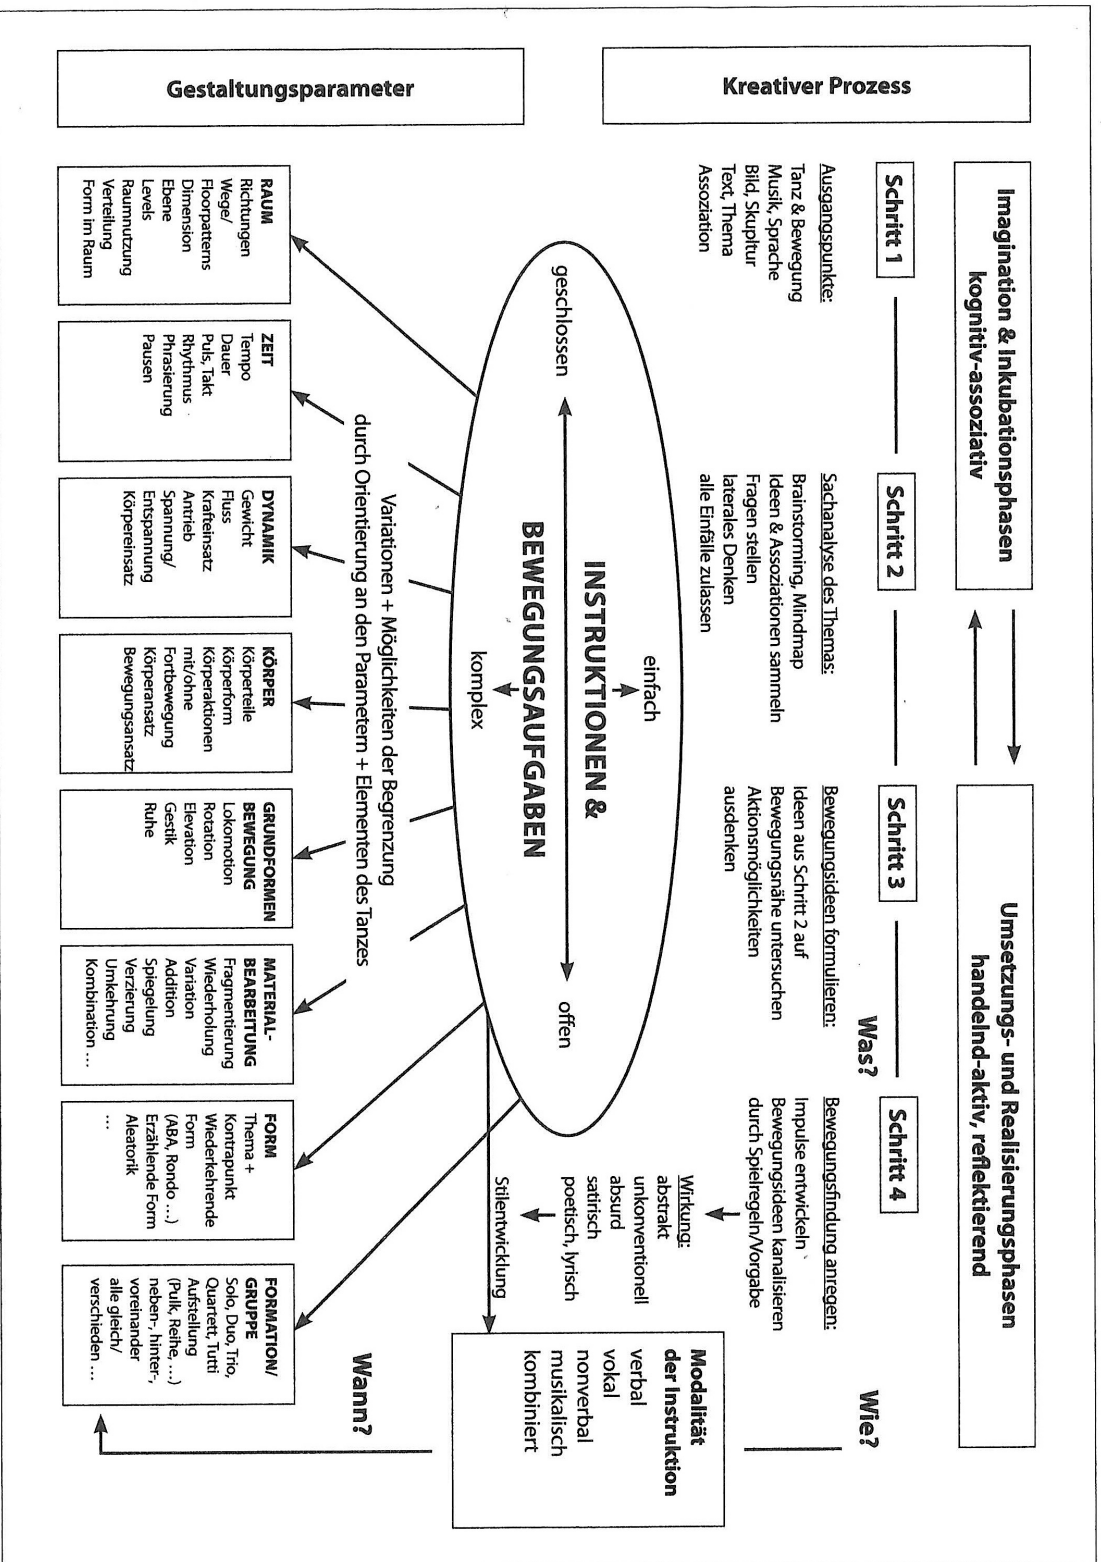 Kreativer Prozess
Imagination & Inkubationsphasen
kognitiv-assoziativ
Umsetzungs- und Realisierungsphasen
handelnd-aktiv, reflektierend
Schritt 1
Schritt 2
Schritt 3
Was?
Schritt 4
Wie?
Ausgangspunkte:
Tanz & Bewegung
Musik, Sprache
Bild, Skupltur
Text, Thema
Assoziation
Sachanalyse des Themas:
Brainstorming, Mindmap
Ideen & Assoziationen sammeln
Fragen stellen
laterales Denken
alle Einfälle zulassen
Bewegungsideen formulieren:
Ideen aus Schritt 2 auf
Bewegungsnähe untersuchen
Aktionsmöglichkeiten
ausdenken
Bewegungsfindung anregen:
Impulse entwickeln
Bewegungsideen kanalisieren
durch Spielregeln/Vorgabe
Wirkung:
abstrakt
unkonventionell
absurd
satirisch
poetisch, lyrisch
Stilentwicklung
Modalität
der Instruktion
verbal
vokal
nonverbal
musikalisch
kombiniert
einfach
INSTRUKTIONEN &
geschlossen
offen
BEWEGUNGSAUFGABEN
komplex
Variationen + Möglichkeiten der Begrenzung
durch Orientierung an den Parametern + Elementen des Tanzes
Wann?
Gestaltungsparameter
RAUM
Richtungen
Wege/
Floorpatterns
Dimension
Ebene
Levels
Raumnutzung
Verteilung
Form im Raum
ZEIT
Tempo
Dauer
Puls, Takt
Rhythmus
Phrasierung
Pausen
DYNAMIK
Gewicht
Fluss
Krafteinsatz
Antrieb
Spannung/
Entspannung
Körpereinsatz
KÖRPER
Körperteile
Körperform
Körperaktionen
mit/ohne
Fortbewegung
Körperansatz
Bewegungsansatz
GRUNDFORMEN
BEWEGUNG
Lokomotion
Rotation
Elevation
Gestik
Ruhe
MATERIAL-
BEARBEITUNG
Fragmentierung
Wiederholung
Variation
Addition
Spiegelung
Verzierung
Umkehrung
Kombination ...
FORM
Thema +
Kontrapunkt
Wiederkehrende
Form
(ABA, Rondo ...)
Erzählende Form
Aleatorik
...
FORMATION/
GRUPPE
Solo, Duo, Trio,
Quartett, Tutti
Aufstellung
(Pulk, Reihe, ...)
neben-, hinter-,
voreinander
alle gleich/
verschieden ...